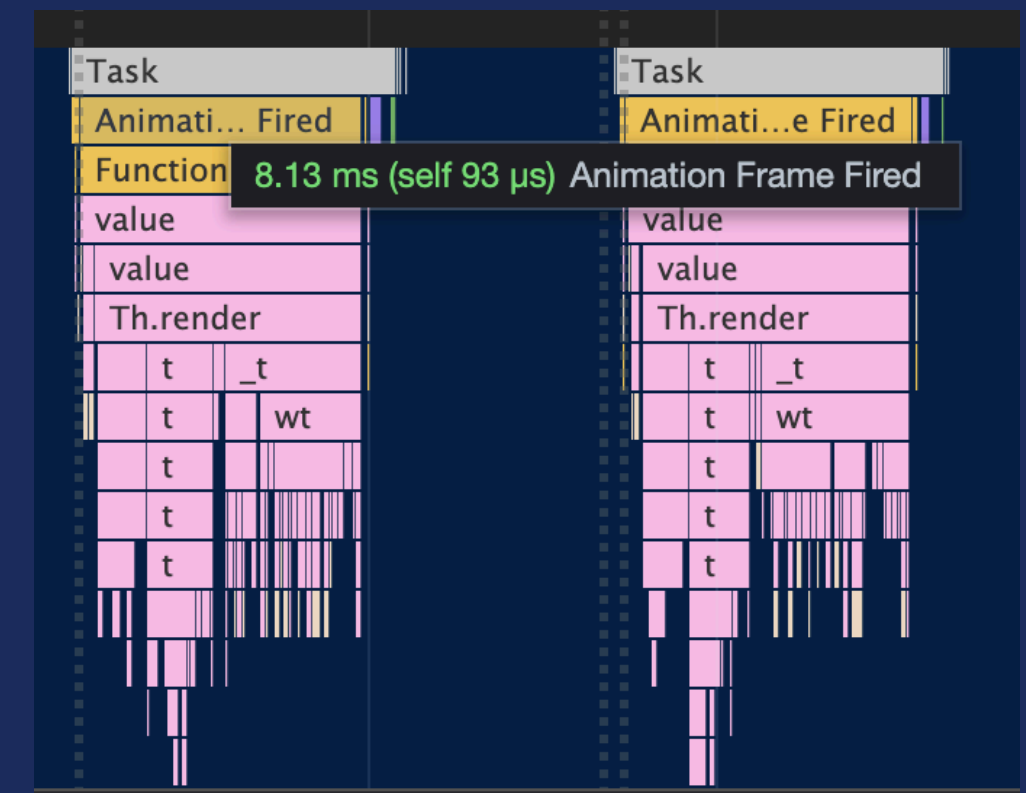 Task Task
Animati... Fired Animati...e Fired
Function 8.13 ms (self 93 μs) Animation Frame Fired
value value
value value
Th.render Th.render
t _t t _t
t wt t wt
t t
t t
t t